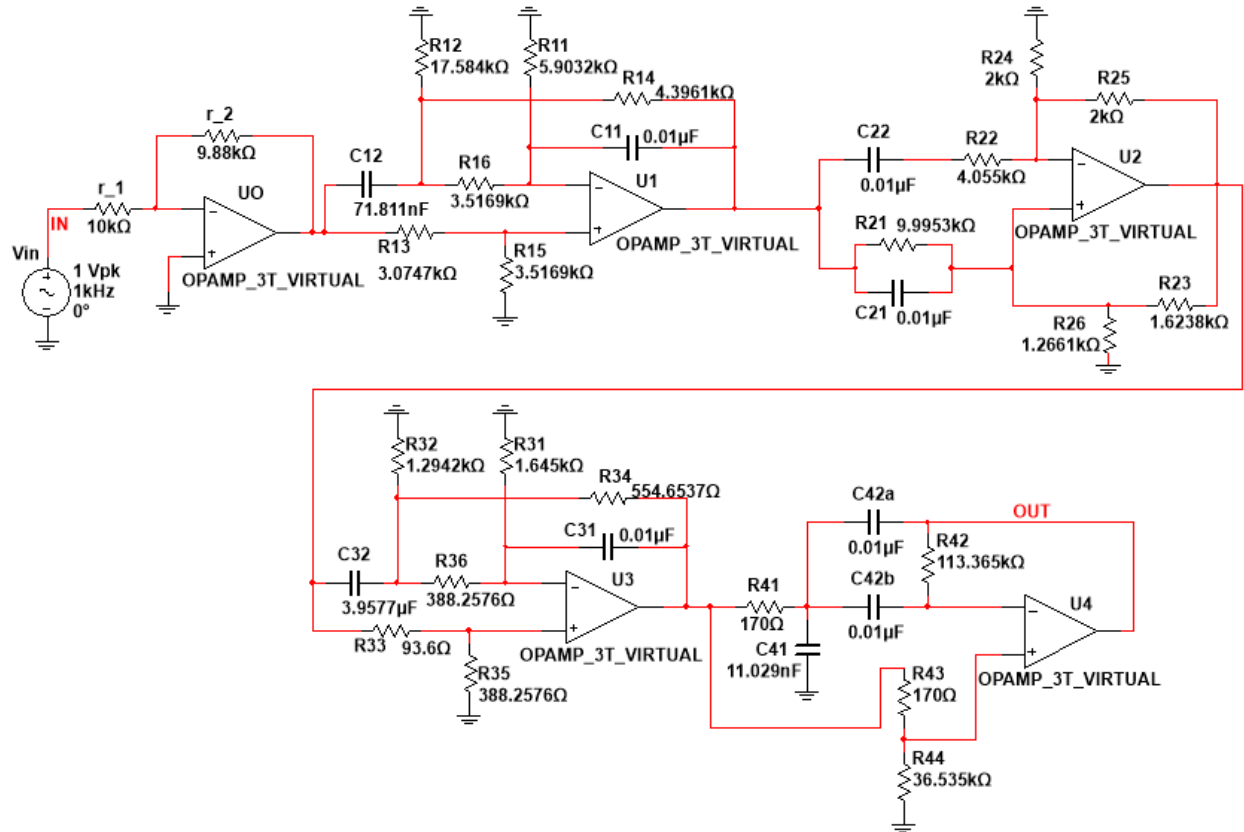 R12
17.584kΩ
R11
5.9032kΩ
R14
4.3961kΩ
R24
2kΩ
R25
2kΩ
r_2
9.88kΩ
C12
71.811nF
R16
3.5169kΩ
C11
0.01µF
U1
OPAMP_3T_VIRTUAL
C22
0.01µF
R22
4.055kΩ
U2
OPAMP_3T_VIRTUAL
IN
r_1
10kΩ
UO
OPAMP_3T_VIRTUAL
Vin
1 Vpk
1kHz
0°
R13
3.0747kΩ
R15
3.5169kΩ
R21
9.9953kΩ
C21
0.01µF
R23
1.6238kΩ
R26
1.2661kΩ
R32
1.2942kΩ
R31
1.645kΩ
R34
554.6537Ω
C31
0.01µF
C32
3.9577µF
R36
388.2576Ω
U3
OPAMP_3T_VIRTUAL
R33
93.6Ω
R35
388.2576Ω
C42a
0.01µF
OUT
R42
113.365kΩ
C42b
0.01µF
R41
170Ω
C41
11.029nF
U4
OPAMP_3T_VIRTUAL
R43
170Ω
R44
36.535kΩ